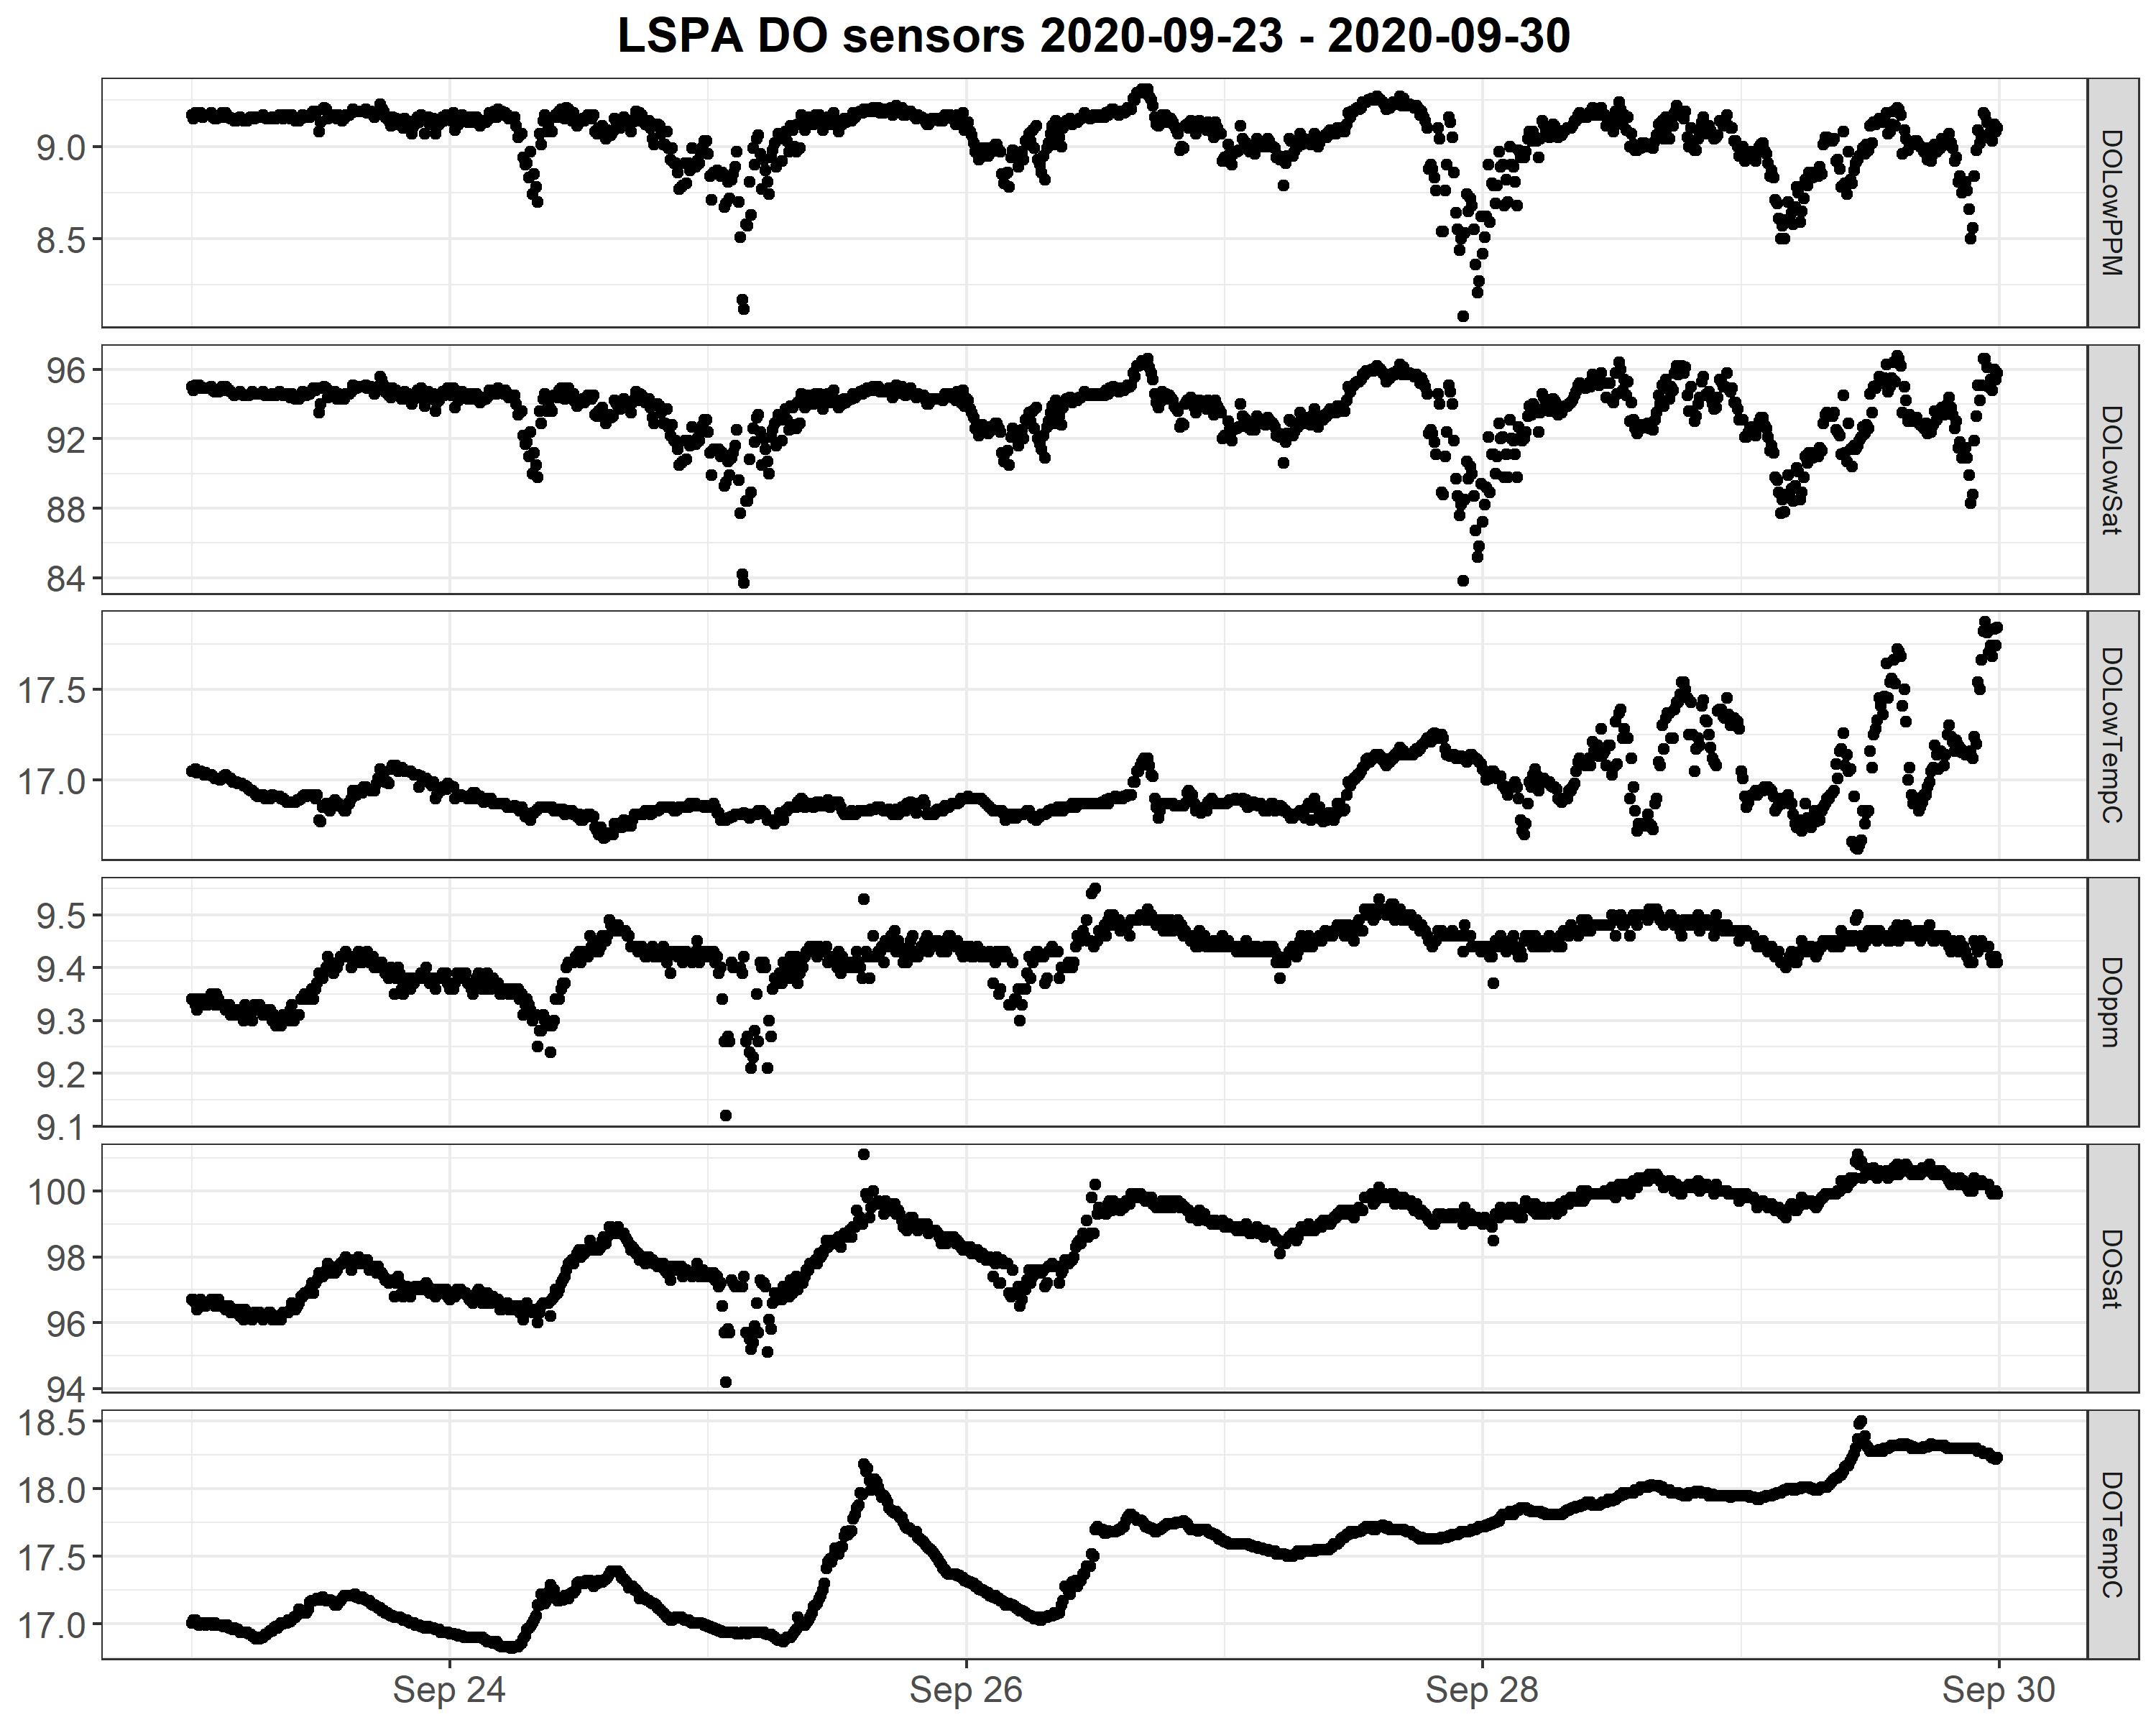 LSPA DO sensors 2020-09-23 - 2020-09-30
9.0
8.5
DOLowPPM
96
92
88
84
DOLowSat
17.5
17.0
DOLowTempC
9.5
9.4
9.3
9.2
9.1
DOppm
100
98
96
94
DOSat
18.5
18.0
17.5
17.0
DOTempC
Sep 24 Sep 26 Sep 28 Sep 30